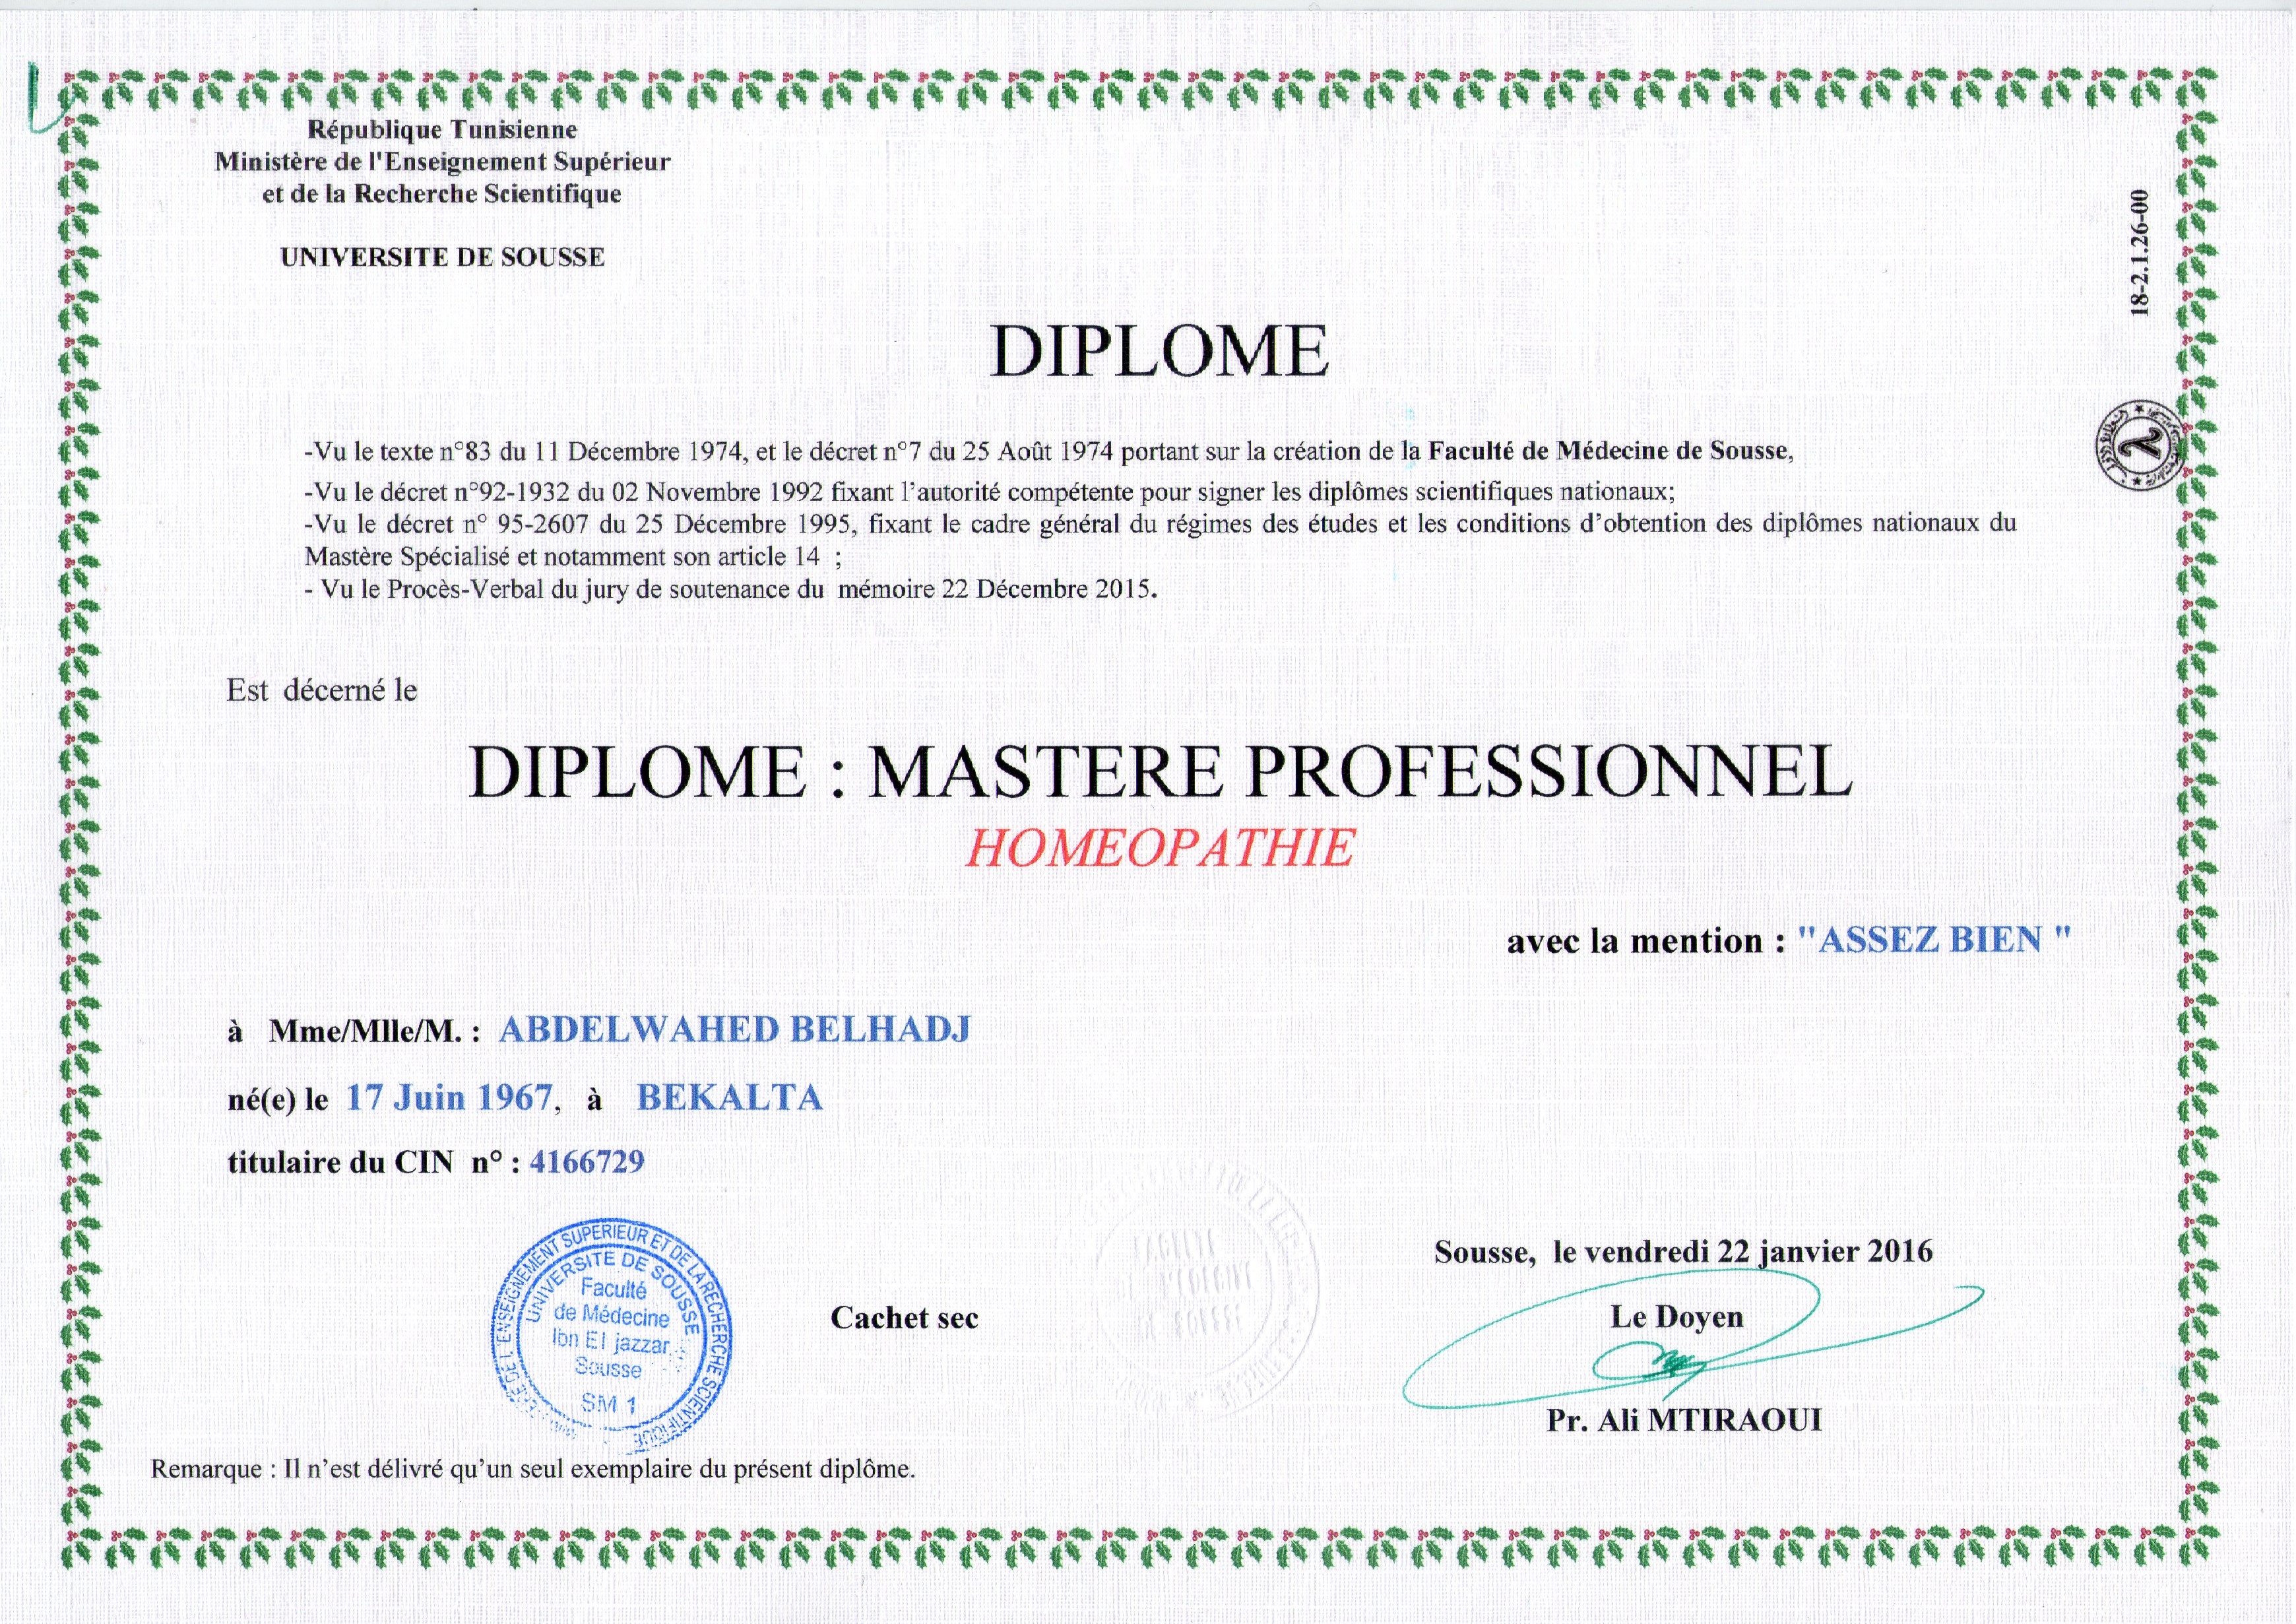 République Tunisienne
Ministère de l'Enseignement Supérieur
et de la Recherche Scientifique
UNIVERSITE DE SOUSSE
18-2.1.26-00
DIPLOME
-Vu le texte n°83 du 11 Décembre 1974, et le décret n°7 du 25 Août 1974 portant sur la création de la Faculté de Médecine de Sousse,
-Vu le décret n°92-1932 du 02 Novembre 1992 fixant l’autorité compétente pour signer les diplômes scientifiques nationaux;
-Vu le décret n° 95-2607 du 25 Décembre 1995, fixant le cadre général du régimes des études et les conditions d’obtention des diplômes nationaux du
Mastère Spécialisé et notamment son article 14 ;
- Vu le Procès-Verbal du jury de soutenance du mémoire 22 Décembre 2015.
Est décerné le
DIPLOME : MASTERE PROFESSIONNEL
HOMEOPATHIE
avec la mention : "ASSEZ BIEN "
à Mme/Mlle/M. : ABDELWAHED BELHADJ
né(e) le 17 Juin 1967, à BEKALTA
titulaire du CIN n° : 4166729
DE L'ENSEIGNEMENT SUPERIEUR ET DE LA RECHERCHE SCIENTIFIQUE
UNIVERSITE DE SOUSSE
Faculté
de Médecine
Ibn El jazzar
Sousse
SM 1
Cachet sec
FACULTE
DE MEDECINE
DE SOUSSE
Sousse, le vendredi 22 janvier 2016
Le Doyen
Pr. Ali MTIRAOUI
Remarque : Il n’est délivré qu’un seul exemplaire du présent diplôme.